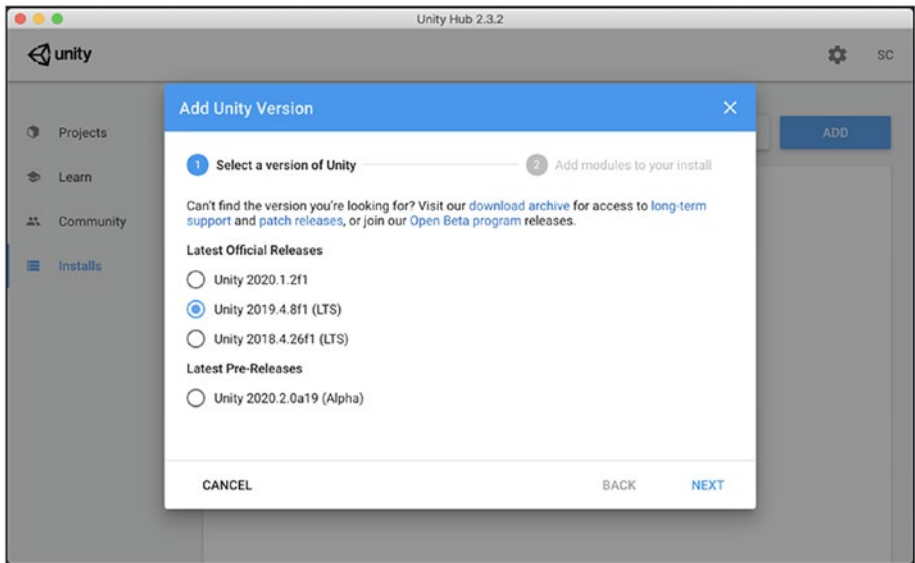 Unity Hub 2.3.2
unity
SC
Add Unity Version
Projects
ADD
1 Select a version of Unity
2 Add modules to your install
Learn
Can't find the version you're looking for? Visit our download archive for access to long-term
support and patch releases, or join our Open Beta program releases.
Community
Latest Official Releases
Installs
Unity 2020.1.2f1
Unity 2019.4.8f1 (LTS)
Unity 2018.4.26f1 (LTS)
Latest Pre-Releases
Unity 2020.2.0a19 (Alpha)
CANCEL
BACK
NEXT